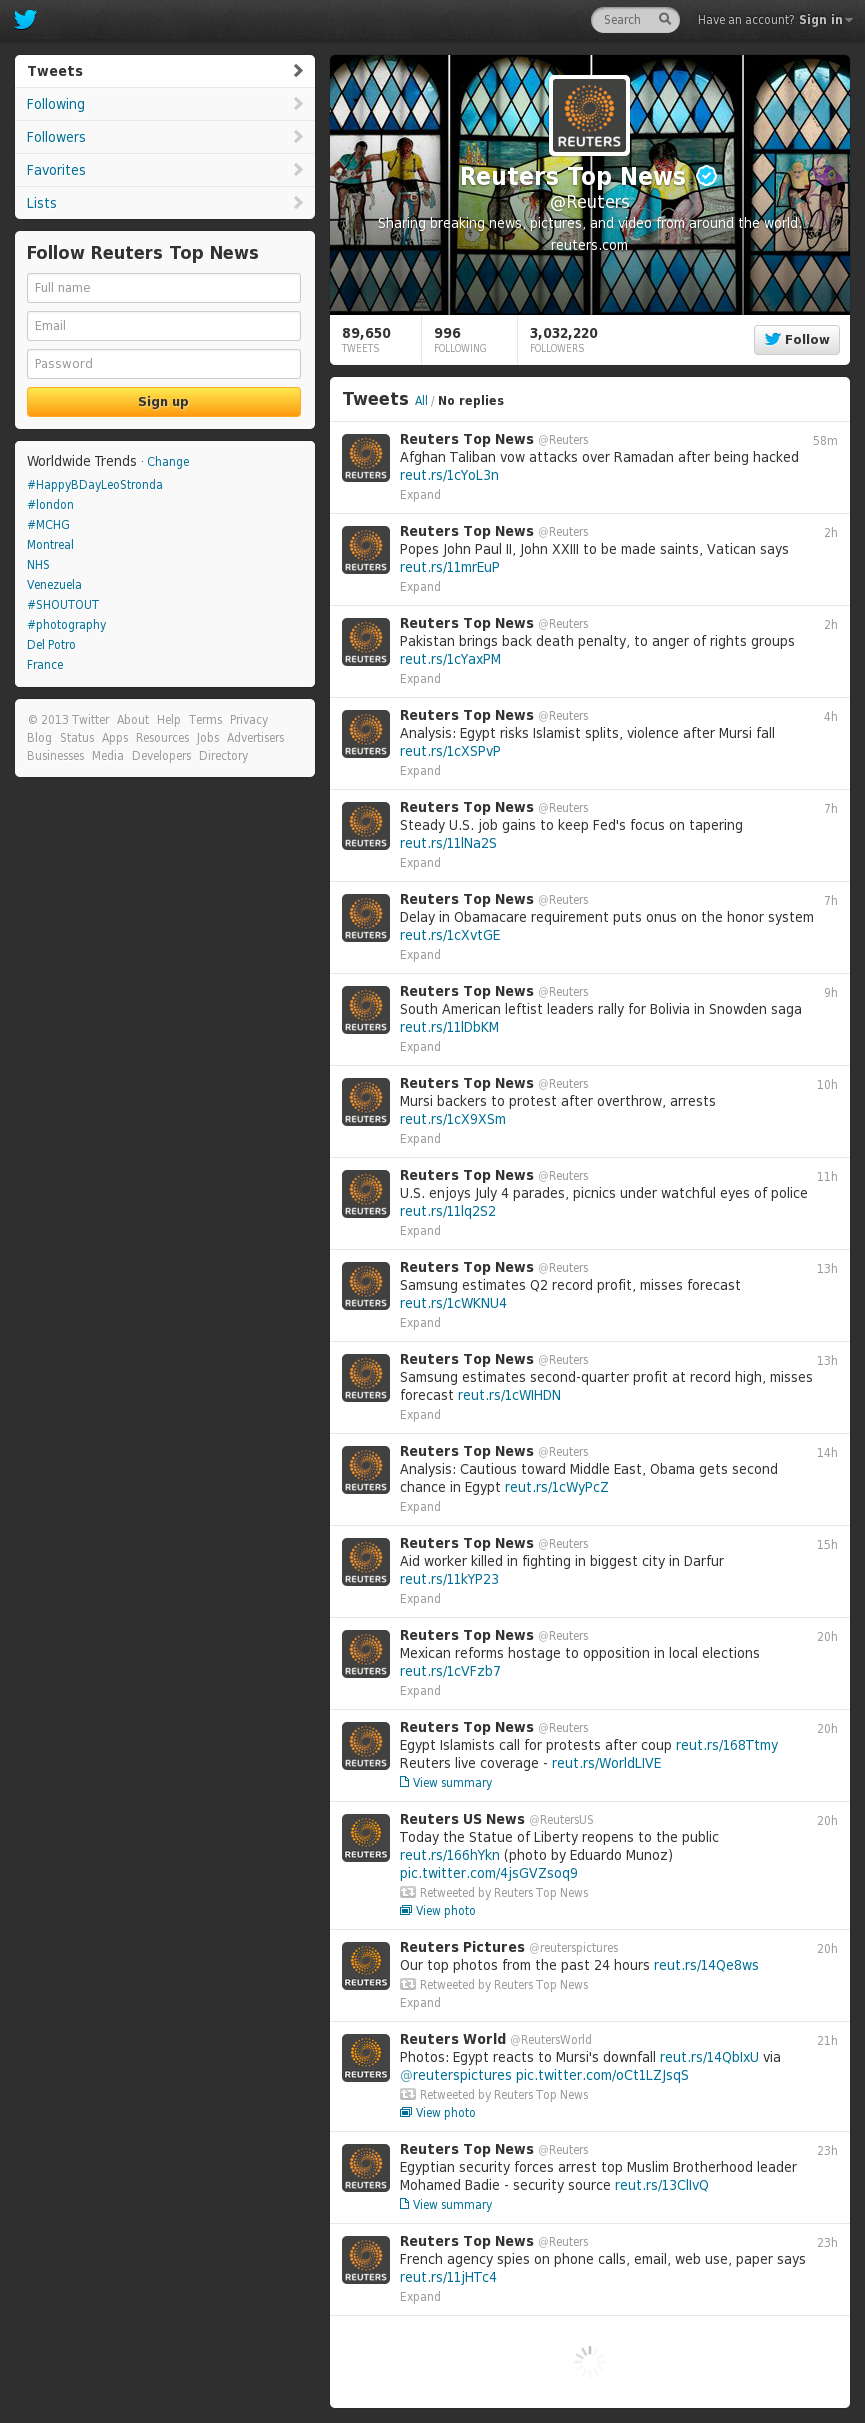 Search
Have an account? Sign in
Tweets
Following
Followers
Favorites
Lists
Follow Reuters Top News
Full name
Email
Password
Sign up
Worldwide Trends · Change
#HappyBDayLeoStronda
#london
#MCHG
Montreal
NHS
Venezuela
#SHOUTOUT
#photography
Del Potro
France
© 2013 Twitter About Help Terms Privacy
Blog Status Apps Resources Jobs Advertisers
Businesses Media Developers Directory
REUTERS
Reuters Top News
@Reuters
Sharing breaking news, pictures, and video from around the world.
reuters.com
89,650
TWEETS
996
FOLLOWING
3,032,220
FOLLOWERS
Follow
Tweets All / No replies
REUTERS
Reuters Top News @Reuters 58m
Afghan Taliban vow attacks over Ramadan after being hacked
reut.rs/1cYoL3n
Expand
REUTERS
Reuters Top News @Reuters 2h
Popes John Paul II, John XXIII to be made saints, Vatican says
reut.rs/11mrEuP
Expand
REUTERS
Reuters Top News @Reuters 2h
Pakistan brings back death penalty, to anger of rights groups
reut.rs/1cYaxPM
Expand
REUTERS
Reuters Top News @Reuters 4h
Analysis: Egypt risks Islamist splits, violence after Mursi fall
reut.rs/1cXSPvP
Expand
REUTERS
Reuters Top News @Reuters 7h
Steady U.S. job gains to keep Fed's focus on tapering
reut.rs/11lNa2S
Expand
REUTERS
Reuters Top News @Reuters 7h
Delay in Obamacare requirement puts onus on the honor system
reut.rs/1cXvtGE
Expand
REUTERS
Reuters Top News @Reuters 9h
South American leftist leaders rally for Bolivia in Snowden saga
reut.rs/11lDbKM
Expand
REUTERS
Reuters Top News @Reuters 10h
Mursi backers to protest after overthrow, arrests
reut.rs/1cX9XSm
Expand
REUTERS
Reuters Top News @Reuters 11h
U.S. enjoys July 4 parades, picnics under watchful eyes of police
reut.rs/11lq2S2
Expand
REUTERS
Reuters Top News @Reuters 13h
Samsung estimates Q2 record profit, misses forecast
reut.rs/1cWKNU4
Expand
REUTERS
Reuters Top News @Reuters 13h
Samsung estimates second-quarter profit at record high, misses
forecast reut.rs/1cWIHDN
Expand
REUTERS
Reuters Top News @Reuters 14h
Analysis: Cautious toward Middle East, Obama gets second
chance in Egypt reut.rs/1cWyPcZ
Expand
REUTERS
Reuters Top News @Reuters 15h
Aid worker killed in fighting in biggest city in Darfur
reut.rs/11kYP23
Expand
REUTERS
Reuters Top News @Reuters 20h
Mexican reforms hostage to opposition in local elections
reut.rs/1cVFzb7
Expand
REUTERS
Reuters Top News @Reuters 20h
Egypt Islamists call for protests after coup reut.rs/168Ttmy
Reuters live coverage - reut.rs/WorldLIVE
View summary
REUTERS
Reuters US News @ReutersUS 20h
Today the Statue of Liberty reopens to the public
reut.rs/166hYkn (photo by Eduardo Munoz)
pic.twitter.com/4jsGVZsoq9
Retweeted by Reuters Top News
View photo
REUTERS
Reuters Pictures @reuterspictures 20h
Our top photos from the past 24 hours reut.rs/14Qe8ws
Retweeted by Reuters Top News
Expand
REUTERS
Reuters World @ReutersWorld 21h
Photos: Egypt reacts to Mursi's downfall reut.rs/14QbIxU via
@reuterspictures pic.twitter.com/oCt1LZJsqS
Retweeted by Reuters Top News
View photo
REUTERS
Reuters Top News @Reuters 23h
Egyptian security forces arrest top Muslim Brotherhood leader
Mohamed Badie - security source reut.rs/13ClIvQ
View summary
REUTERS
Reuters Top News @Reuters 23h
French agency spies on phone calls, email, web use, paper says
reut.rs/11jHTc4
Expand